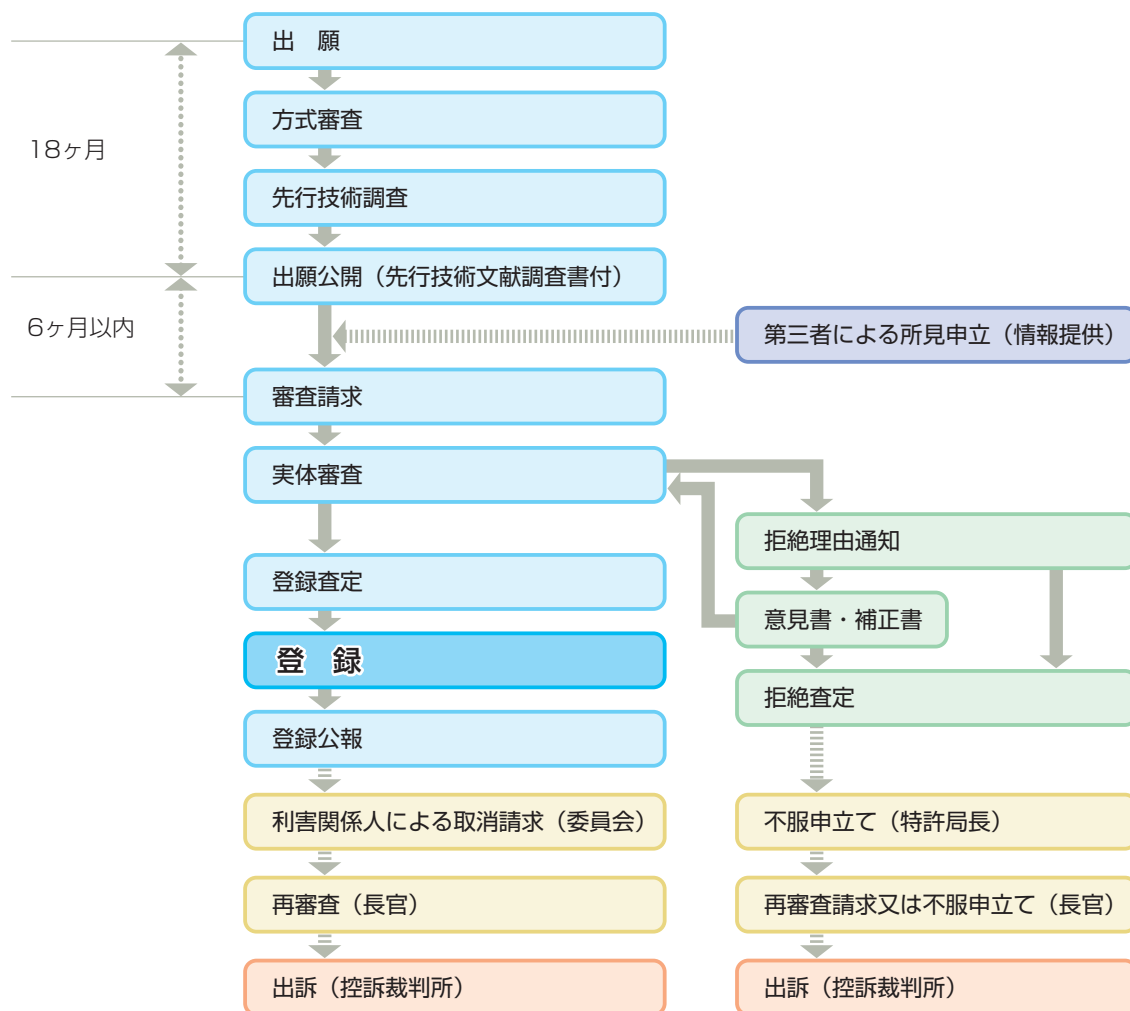 出　願
方式審査
18ヶ月
先行技術調査
出願公開（先行技術文献調査書付）
6ヶ月以内
第三者による所見申立（情報提供）
審査請求
実体審査
拒絶理由通知
登録査定
意見書・補正書
登　録
拒絶査定
登録公報
利害関係人による取消請求（委員会）
不服申立て（特許局長）
再審査（長官）
再審査請求又は不服申立て（長官）
出訴（控訴裁判所）
出訴（控訴裁判所）